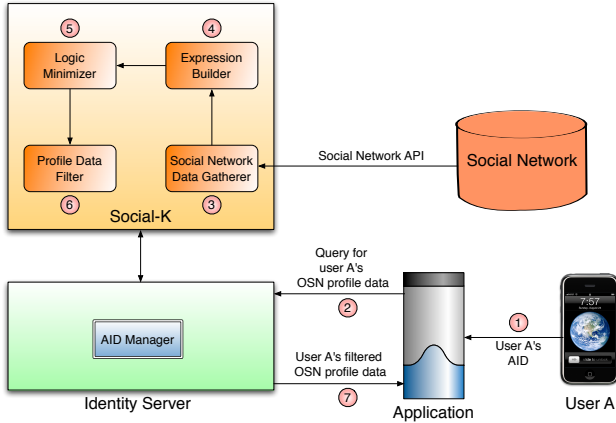 5
4
Logic
Minimizer
Expression
Builder
Profile Data
Filter
Social Network
Data Gatherer
6
3
Social-K
Social Network API
Social Network
Query for
user A's
OSN profile data
2
AID Manager
User A's filtered
OSN profile data
7
Identity Server
Application
1
User A's
AID
7:57
User A